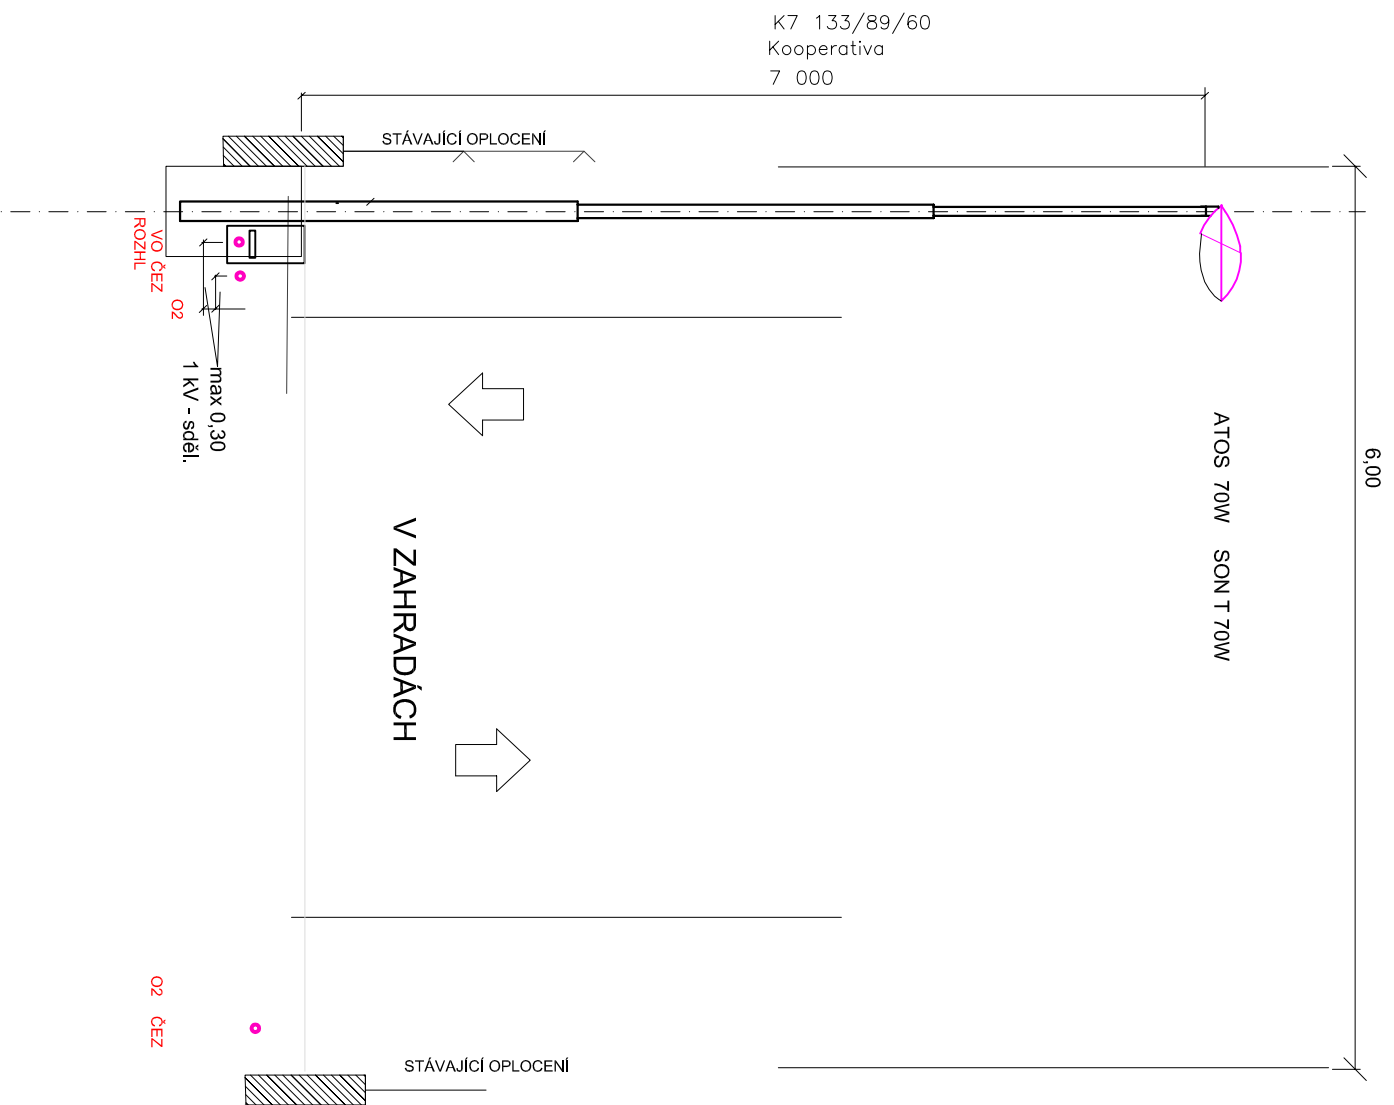 K7 133/89/60
Kooperativa
7 000
STÁVAJÍCÍ OPLOCENÍ
VO ČEZ
ROZHL
O2
max 0,30
1 kV - sděl.
V ZAHRADÁCH
ATOS 70W SON T 70W
6,00
O2 ČEZ
STÁVAJÍCÍ OPLOCENÍ